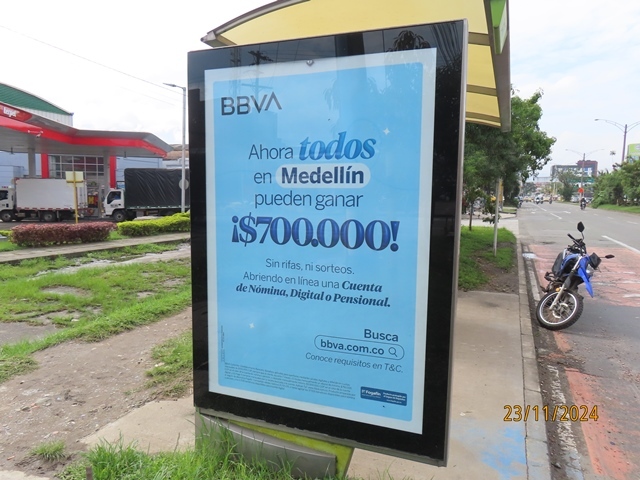 BBVA
Ahora todos
en Medellín
pueden ganar
¡$700.000!
Sin rifas, ni sorteos.
Abriendo en línea una Cuenta
de Nómina, Digital o Pensional.
Busca
bbva.com.co
Conoce requisitos en T&C.
23/11/2024